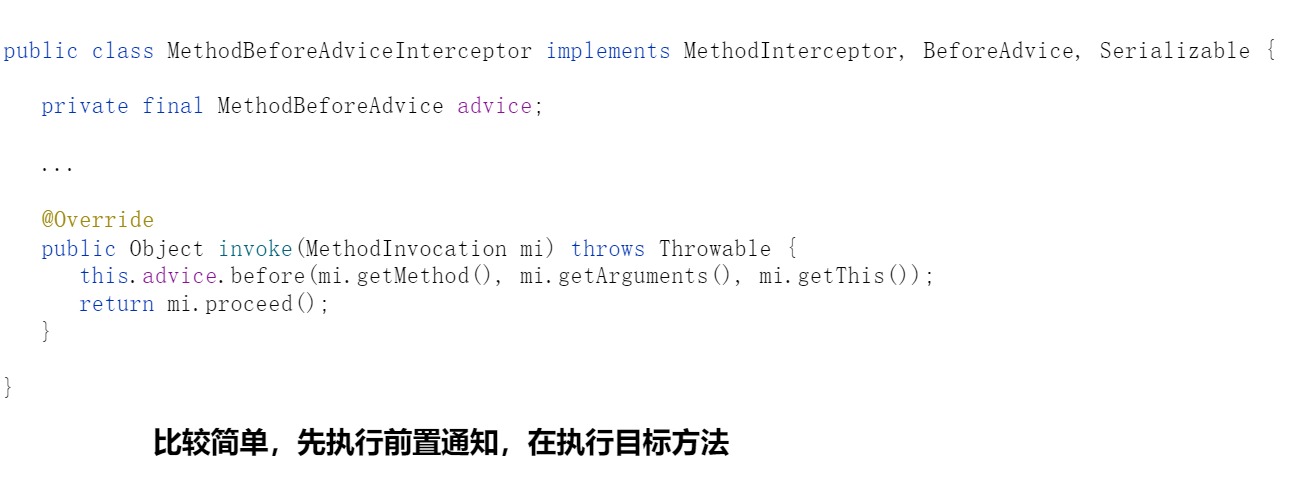 public class MethodBeforeAdviceInterceptor implements MethodInterceptor, BeforeAdvice, Serializable {
private final MethodBeforeAdvice advice;
...
@Override
public Object invoke(MethodInvocation mi) throws Throwable {
this.advice.before(mi.getMethod(), mi.getArguments(), mi.getThis());
return mi.proceed();
}
}
比较简单，先执行前置通知，在执行目标方法